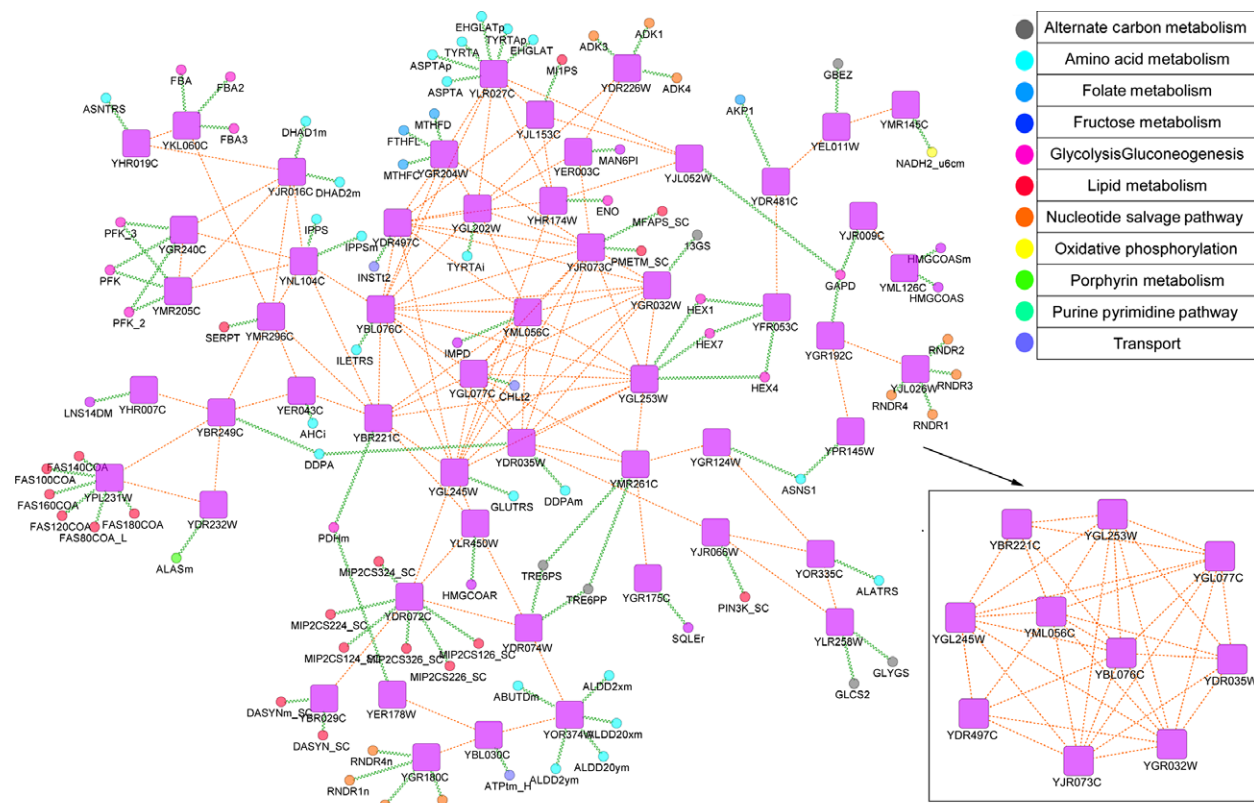 Alternate carbon metabolism
Amino acid metabolism
Folate metabolism
Fructose metabolism
GlycolysisGluconeogenesis
Lipid metabolism
Nucleotide salvage pathway
Oxidative phosphorylation
Porphyrin metabolism
Purine pyrimidine pathway
Transport
EHGLATp
TYRTAp
TYRTA
EHGLAT
ASPTAp
ASPTA
YLR027C
ADK3
ADK1
ADK4
YDR226W
MI1PS
YJL153C
GBEZ
AKP1
YEL011W
YMR145C
NADH2_u6cm
FBA
FBA2
FBA3
ASNTRS
YHR019C
YKL060C
DHAD1m
DHAD2m
YJR016C
MTHFD
FTHFL
MTHFC
YGR204W
YER003C
MAN6PI
YJL052W
YDR481C
YJR009C
HMGCOASm
HMGCOAS
YML126C
GAPD
PFK_3
PFK
PFK_2
YGR240C
YMR205C
IPPS
IPPSm
YNL104C
YDR497C
INSTt2
YGL202W
TYRTAi
YHR174W
ENO
MFAPS_SC
PMETM_SC
YJR073C
13GS
YGR032W
HEX1
HEX7
HEX4
YFR053C
YGR192C
YJL026W
RNDR2
RNDR3
RNDR4
RNDR1
SERPT
YMR296C
YBL076C
ILETRS
YML056C
IMPD
YGL077C
CHLt2
YGL253W
LNS14DM
YHR007C
YBR249C
YER043C
AHCi
YBR221C
DDPA
YDR035W
DDPAm
YMR261C
YGR124W
ASNS1
YPR145W
FAS140COA
FAS100COA
FAS160COA
FAS120COA
FAS80COA_L
FAS180COA
YPL231W
YDR232W
ALASm
YGL245W
GLUTRS
PDHm
YLR450W
HMGCOAR
TRE6PS
TRE6PP
YGR175C
SQLEr
YJR066W
PIN3K_SC
YOR335C
ALATRS
YLR258W
GLYGS
GLCS2
MIP2CS324_SC
MIP2CS224_SC
MIP2CS124_SC
MIP2CS326_SC
MIP2CS126_SC
MIP2CS226_SC
YDR072C
YDR074W
DASYNm_SC
YBR029C
DASYN_SC
YER178W
RNDR4n
RNDR1n
YGR180C
YBL030C
ATPtm_H
ABUTDm
ALDD2xm
ALDD20xm
ALDD20ym
ALDD2ym
YOR374W
YBR221C
YGL253W
YGL077C
YGL245W
YML056C
YBL076C
YDR035W
YDR497C
YJR073C
YGR032W